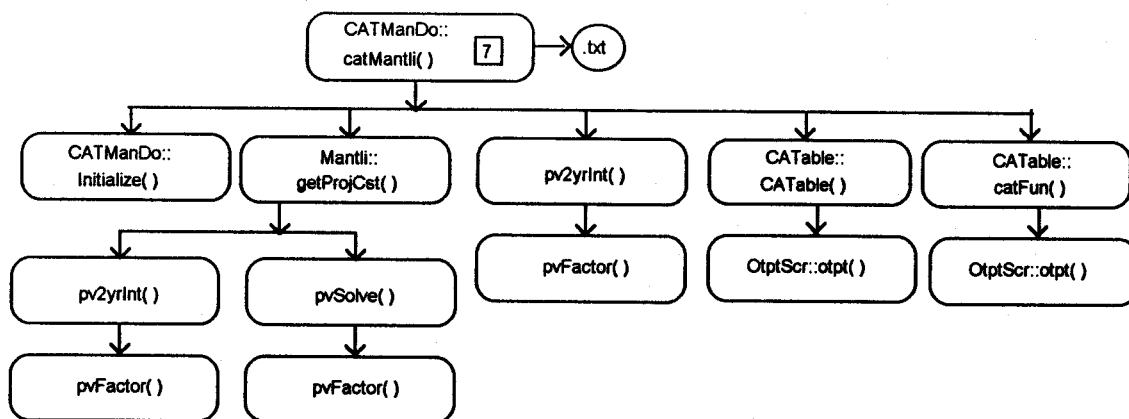 CATManDo::
catMantli( )
7
.txt
CATManDo::
Initialize( )
Mantli::
getProjCst( )
pv2yrInt( )
CATable::
CATable( )
CATable::
catFun( )
pv2yrInt( )
pvSolve( )
pvFactor( )
OtptScr::otpt( )
OtptScr::otpt( )
pvFactor( )
pvFactor( )